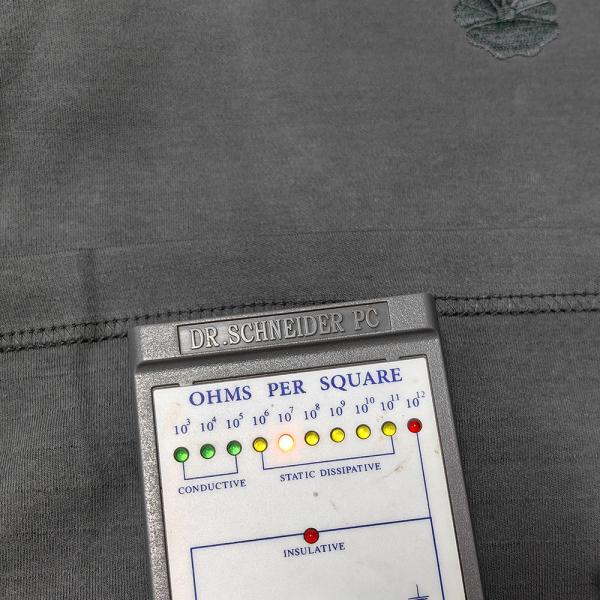 DR.SCHNEIDER PC
OHMS PER SQUARE
10³ 10⁴ 10⁵ 10⁶ 10⁷ 10⁸ 10⁹ 10¹⁰ 10¹¹ 10¹²
CONDUCTIVE STATIC DISSIPATIVE
INSULATIVE